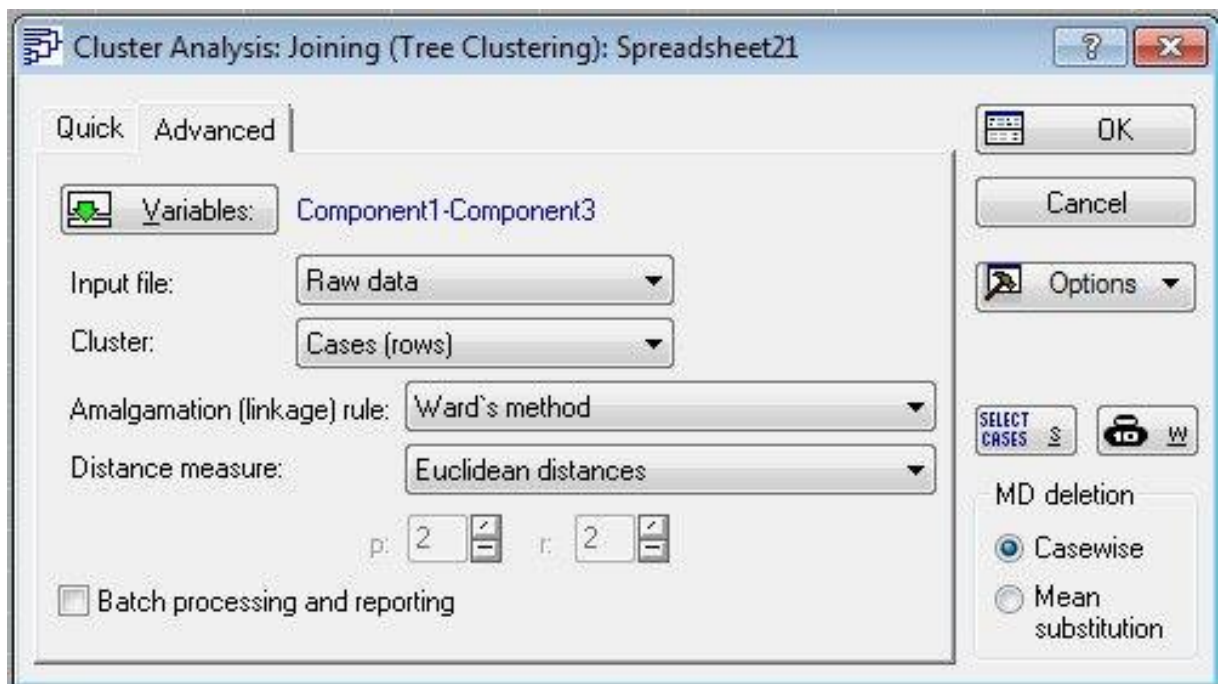 Cluster Analysis: Joining (Tree Clustering): Spreadsheet21
?
Quick Advanced
OK
Variables: Component1-Component3
Cancel
Input file: Raw data
Options
Cluster: Cases (rows)
Amalgamation (linkage) rule: Ward`s method
SELECT
CASES S
10 W
Distance measure: Euclidean distances
MD deletion
p: 2 r: 2
Casewise
Batch processing and reporting
Mean
substitution